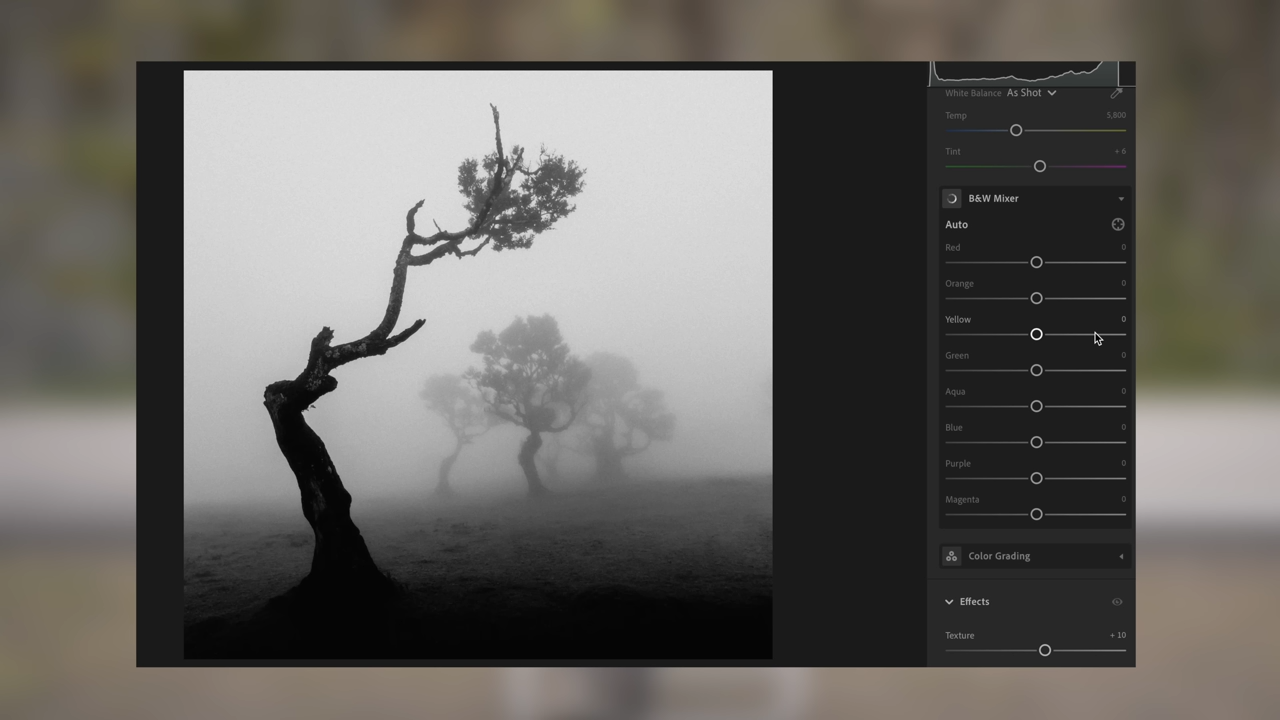 White Balance As Shot
Temp 5,800
Tint + 6
B&W Mixer
Auto
Red 0
Orange 0
Yellow 0
Green 0
Aqua 0
Blue 0
Purple 0
Magenta 0
Color Grading
Effects
Texture + 10